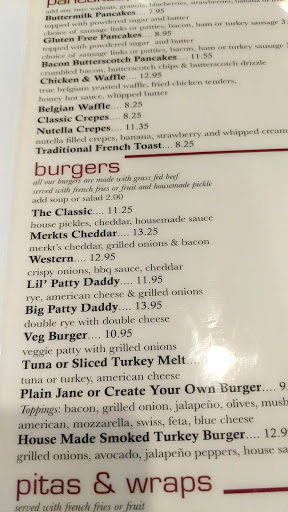 add any two: walnuts, granola, blueberries, strawberries, banana
Buttermilk Pancakes.... 7.95
topped with powdered sugar and butter
choice of sausage links or patties, bacon, ham or turkey sausage 3.
Gluten Free Pancakes.... 8.95
topped with powdered sugar and butter
choice of sausage links or patties, bacon, ham or turkey sausage
Bacon Butterscotch Pancakes.... 11.55
crumbled bacon, butterscotch chips & butterscotch drizzle
Chicken & Waffle.... 12.95
true belgium yeasted waffle, fried chicken tenders,
honey hot sauce, whipped butter
Belgian Waffle.... 8.25
Classic Crepes.... 8.25
Nutella Crepes.... 11.35
nutella filled crepes, banana, strawberry and whipped cream
Traditional French Toast.... 8.25
burgers
all our burgers are made with grass fed beef
served with french fries or fruit and housemade pickle
add soup or salad 2.00
The Classic.... 11.25
house pickles, cheddar, housemade sauce
Merkts Cheddar.... 13.25
merkt's cheddar, grilled onions & bacon
Western.... 12.95
crispy onions, bbq sauce, cheddar
Lil' Patty Daddy.... 11.95
rye, american cheese & grilled onions
Big Patty Daddy.... 13.95
double rye with double cheese
Veg Burger.... 10.95
veggie patty with grilled onions
Tuna or Sliced Turkey Melt....
tuna or turkey, american cheese
Plain Jane or Create Your Own Burger.... 9
Toppings: bacon, grilled onion, jalapeño, olives, mush
american, mozzarella, swiss, feta, blue cheese
House Made Smoked Turkey Burger.... 12.9
grilled onions, avocado, jalapeño peppers, house sa
pitas & wraps
served with french fries or fruit